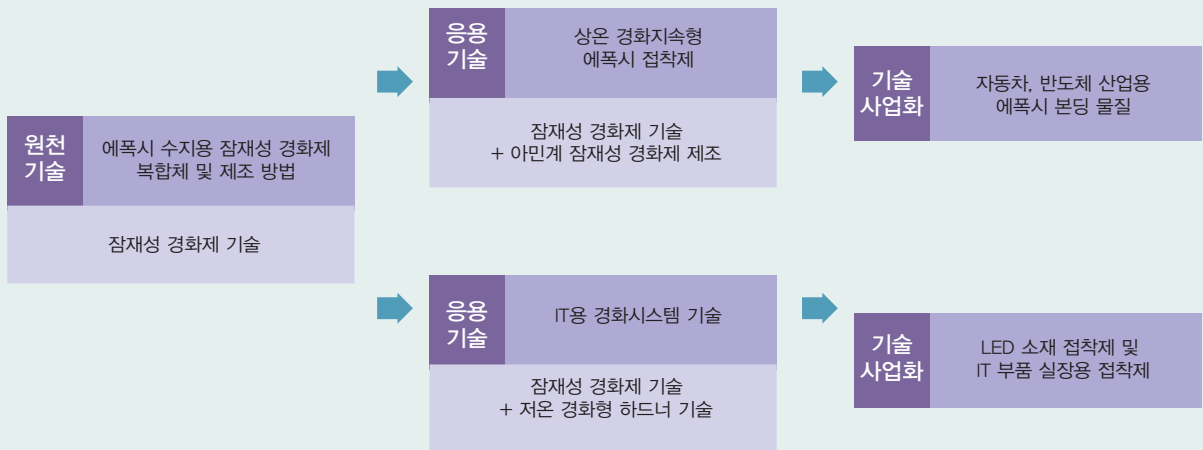 원천
기술
에폭시 수지용 잠재성 경화제
복합체 및 제조 방법
잠재성 경화제 기술
응용
기술
상온 경화지속형
에폭시 접착제
잠재성 경화제 기술
+ 아민계 잠재성 경화제 제조
기술
사업화
자동차, 반도체 산업용
에폭시 본딩 물질
응용
기술
IT용 경화시스템 기술
잠재성 경화제 기술
+ 저온 경화형 하드너 기술
기술
사업화
LED 소재 접착제 및
IT 부품 실장용 접착제